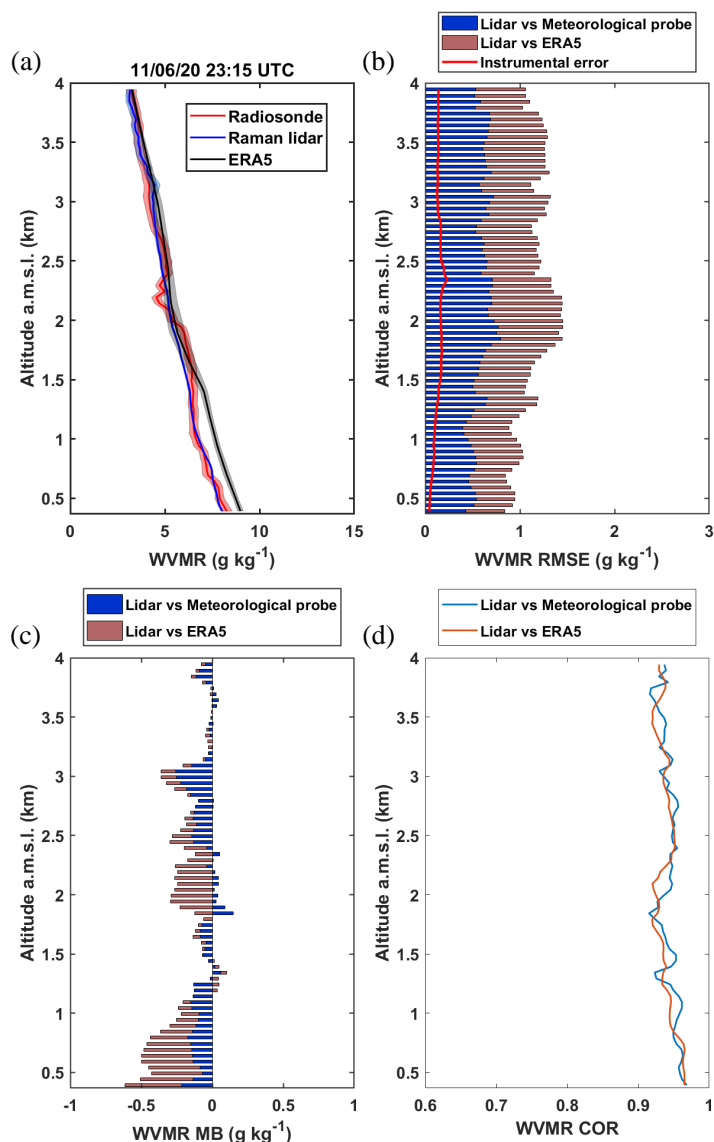 (a)
11/06/20 23:15 UTC
Radiosonde
Raman lidar
ERA5
4
3.5
3
2.5
2
1.5
1
0.5
Altitude a.m.s.l. (km)
0 5 10 15
WVMR (g kg-1)
Lidar vs Meteorological probe
Lidar vs ERA5
Instrumental error
(b)
4
3.5
3
2.5
2
1.5
1
0.5
Altitude a.m.s.l. (km)
0 1 2 3
WVMR RMSE (g kg-1)
Lidar vs Meteorological probe
Lidar vs ERA5
(c)
4
3.5
3
2.5
2
1.5
1
0.5
Altitude a.m.s.l. (km)
-1 -0.5 0 0.5 1
WVMR MB (g kg-1)
Lidar vs Meteorological probe
Lidar vs ERA5
(d)
4
3.5
3
2.5
2
1.5
1
0.5
Altitude a.m.s.l. (km)
0.6 0.7 0.8 0.9 1
WVMR COR